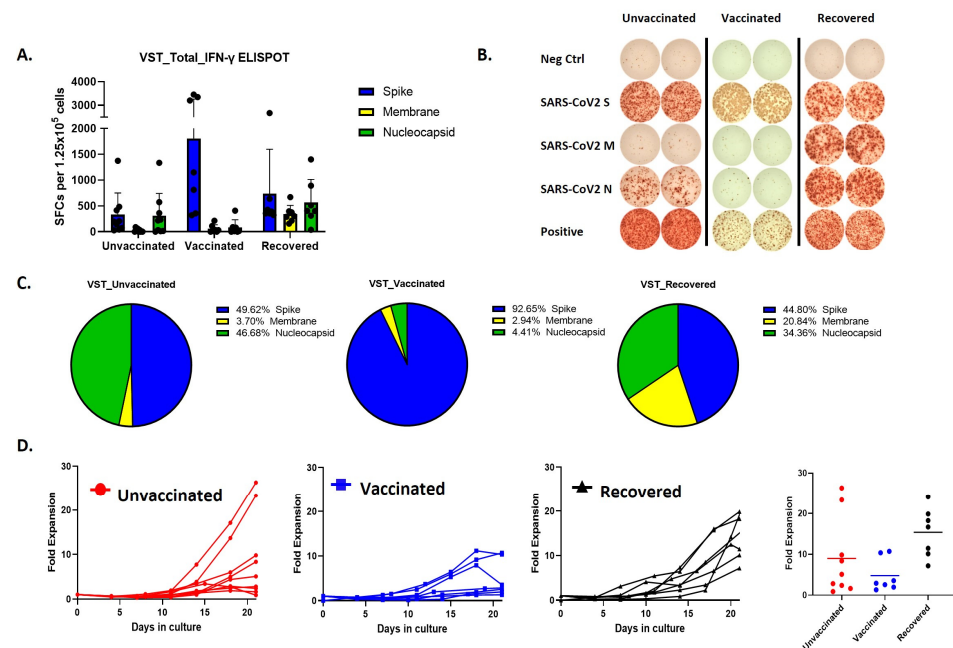 A.
VST_Total_IFN-γ ELISPOT
SFCs per 1.25x10⁵ cells
4000
3000
2000
1500
1000
500
0
Unvaccinated Vaccinated Recovered
Spike
Membrane
Nucleocapsid
B.
Unvaccinated Vaccinated Recovered
Neg Ctrl
SARS-CoV2 S
SARS-CoV2 M
SARS-CoV2 N
Positive
C.
VST_Unvaccinated
49.62% Spike
3.70% Membrane
46.68% Nucleocapsid
VST_Vaccinated
92.65% Spike
2.94% Membrane
4.41% Nucleocapsid
VST_Recovered
44.80% Spike
20.84% Membrane
34.36% Nucleocapsid
D.
Unvaccinated
Fold Expansion
30
20
10
0
0 5 10 15 20
Days in culture
Vaccinated
Fold Expansion
30
20
10
0
0 5 10 15 20
Days in culture
Recovered
Fold Expansion
30
20
10
0
0 5 10 15 20
Days in culture
Fold Expansion
30
20
10
0
Unvaccinated
Vaccinated
Recovered